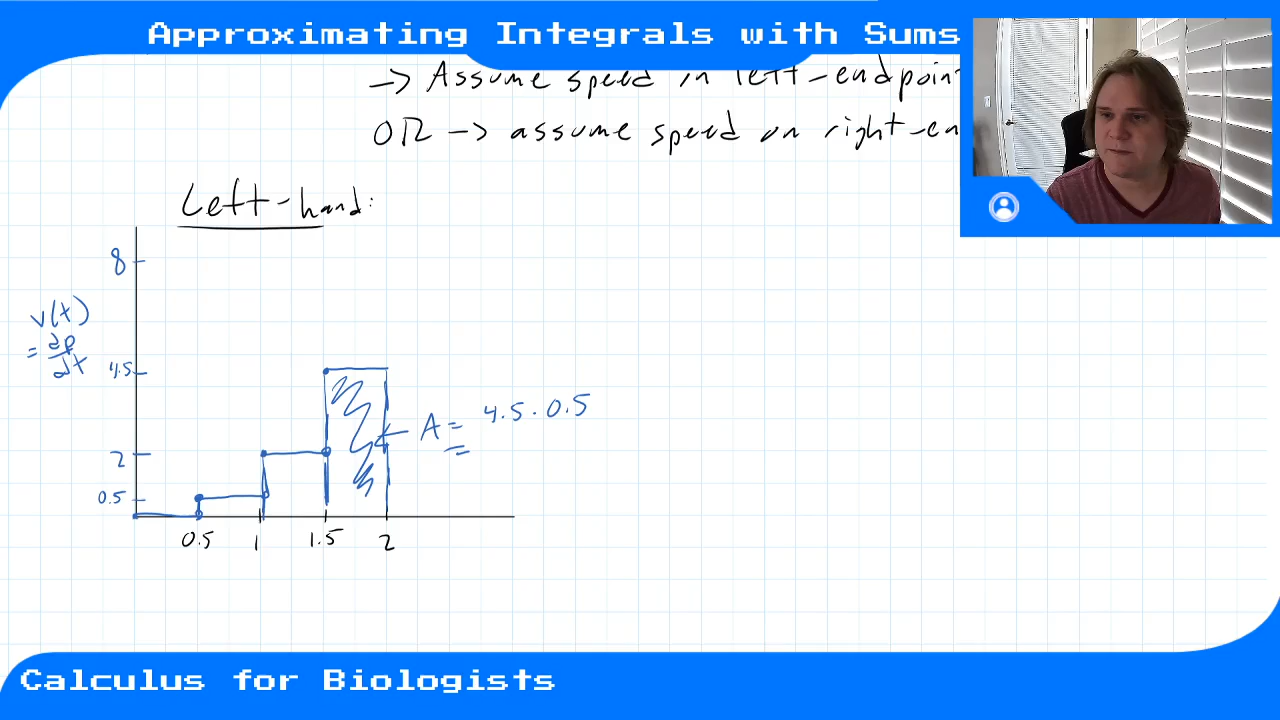 Approximating Integrals with Sums
-> Assume speed in left-endpoint
OR -> assume speed on right-en
Left-hand:
8
v(t)
= dp/dt
4.5
A = 4.5 · 0.5
2
0.5
0.5 1 1.5 2
Calculus for Biologists